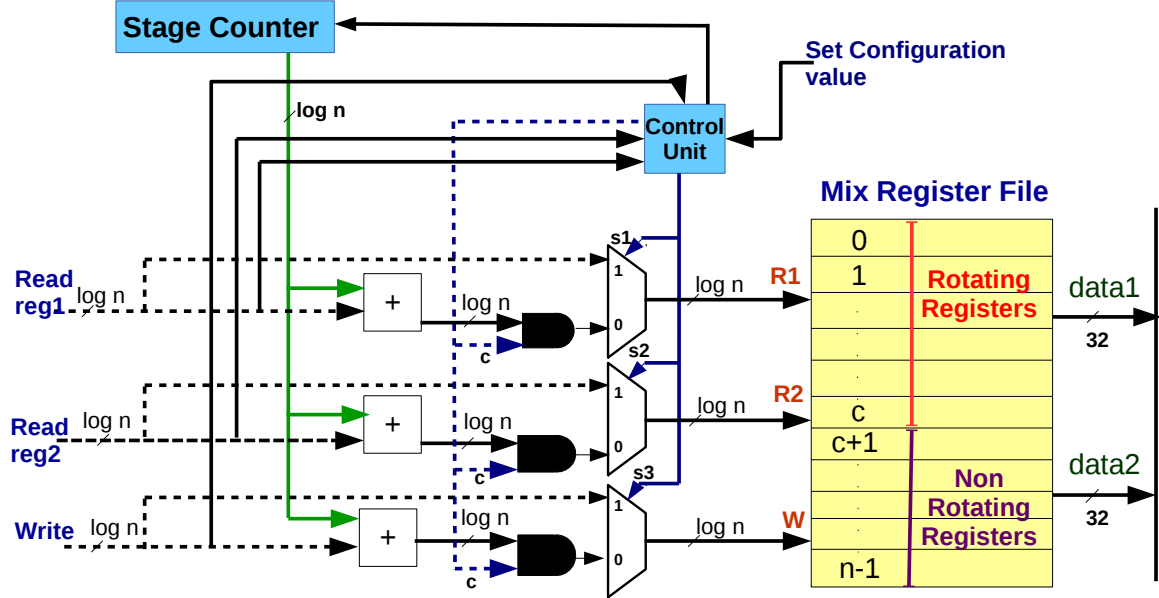 Stage Counter
Set Configuration
value
log n
Control
Unit
Mix Register File
s1
0
1
Read
reg1
log n
+
log n
c
1
0
log n
R1
1
Rotating
Registers
data1
32
s2
Read
reg2
log n
+
log n
c
1
0
log n
R2
c
c+1
data2
32
s3
Write
log n
+
log n
c
1
0
log n
W
Non
Rotating
Registers
n-1